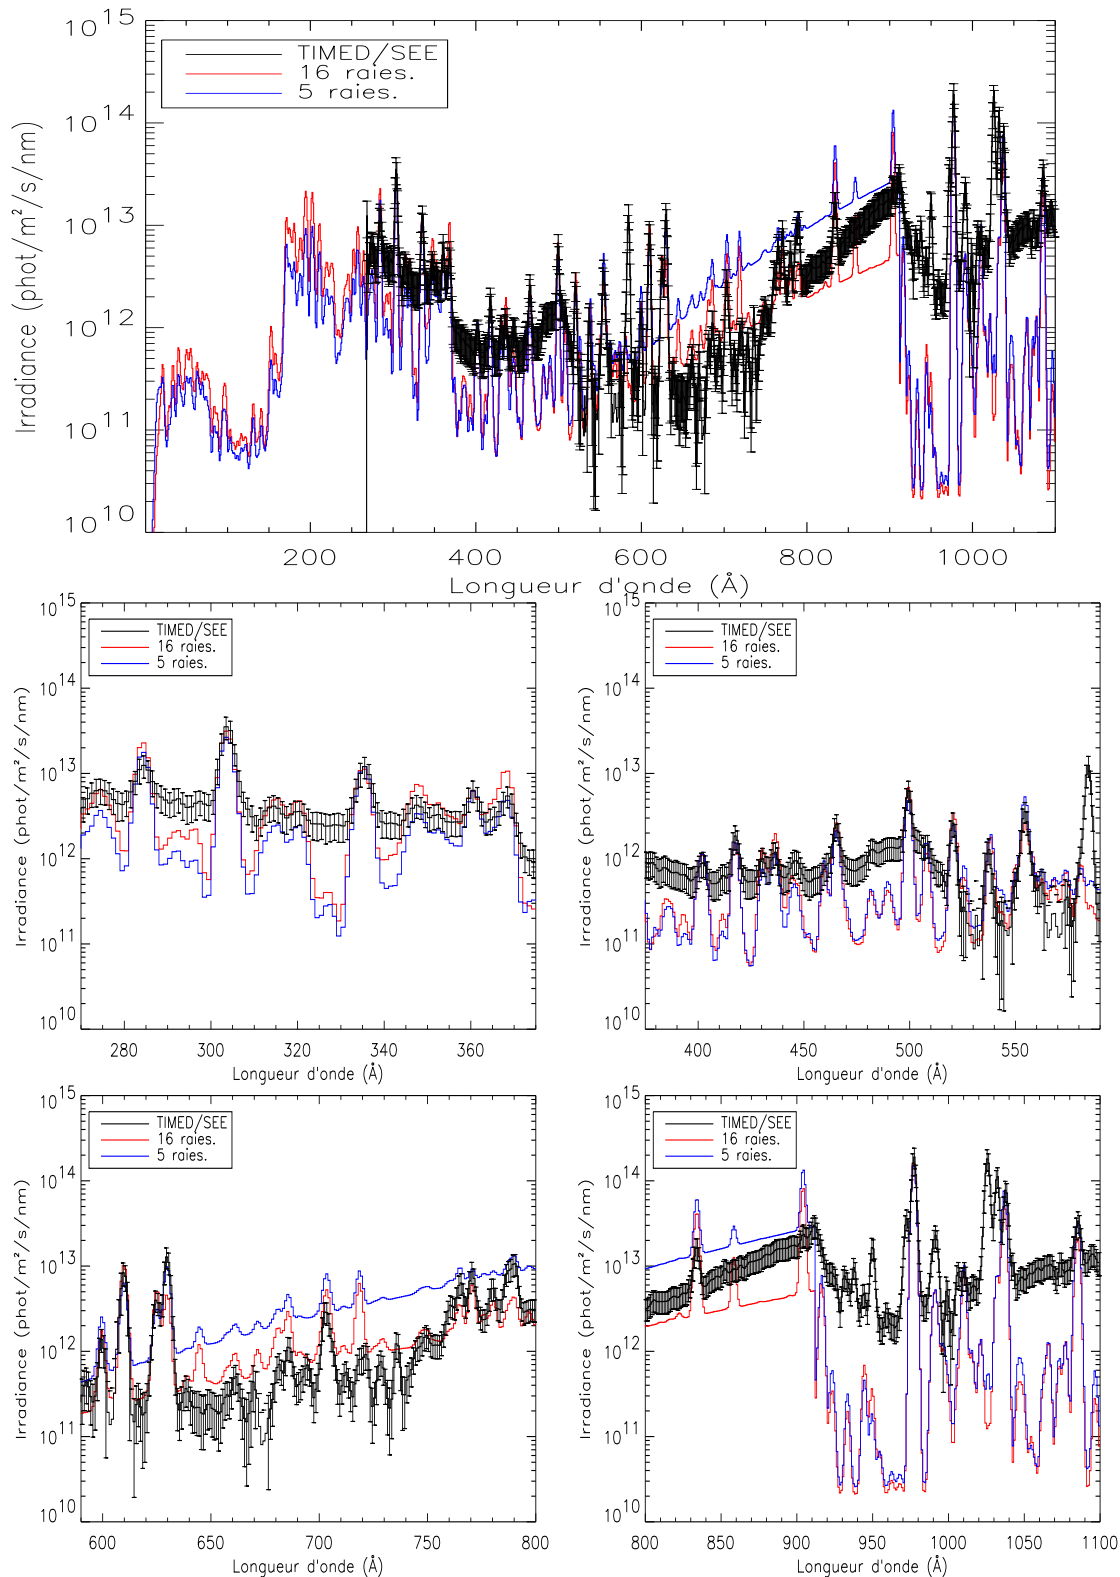 10^15
10^14
10^13
10^12
10^11
10^10
Irradiance (phot/m²/s/nm)
TIMED/SEE
16 raies.
5 raies.
200 400 600 800 1000
Longueur d'onde (Å)
10^15
10^14
10^13
10^12
10^11
10^10
Irradiance (phot/m²/s/nm)
TIMED/SEE
16 raies.
5 raies.
280 300 320 340 360
Longueur d'onde (Å)
10^15
10^14
10^13
10^12
10^11
10^10
Irradiance (phot/m²/s/nm)
TIMED/SEE
16 raies.
5 raies.
400 450 500 550
Longueur d'onde (Å)
10^15
10^14
10^13
10^12
10^11
10^10
Irradiance (phot/m²/s/nm)
TIMED/SEE
16 raies.
5 raies.
600 650 700 750 800
Longueur d'onde (Å)
10^15
10^14
10^13
10^12
10^11
10^10
Irradiance (phot/m²/s/nm)
TIMED/SEE
16 raies.
5 raies.
800 850 900 950 1000 1050 1100
Longueur d'onde (Å)